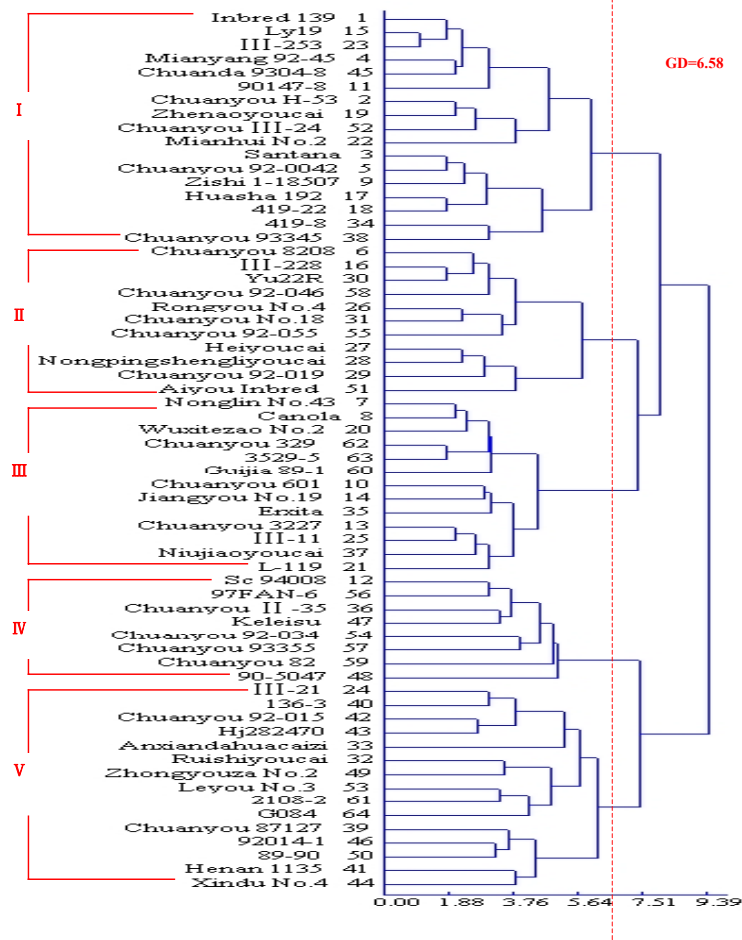 Inbred 139 1
Ly19 15
III-253 23
GD=6.58
Mianyang 92-45 4
Chuanda 9304-8 45
90147-8 11
Chuanyou H-53 2
I
Zhenaoyoucai 19
Chuanyou III-24 52
Mianhui No.2 22
Santana 3
Chuanyou 92-0042 5
Zishi 1-18507 9
Huasha 192 17
419-22 18
419-8 34
Chuanyou 93345 38
Chuanyou 8208 6
III-228 16
Yu22R 30
Chuanyou 92-046 58
Rongyou No.4 26
II
Chuanyou No.18 31
Chuanyou 92-055 55
Heiyoucai 27
Nongpingshengliyoucai 28
Chuanyou 92-019 29
Aiyou Inbred 51
Nonglin No.43 7
Canola 8
Wuxitezao No.2 20
Chuanyou 329 62
3529-5 63
III
Guijia 89-1 60
Chuanyou 601 10
Jiangyou No.19 14
Erxita 35
Chuanyou 3227 13
III-11 25
Niujiaoyoucai 37
L-119 21
Sc 94008 12
97FAN-6 56
Chuanyou II -35 36
IV
Keleisu 47
Chuanyou 92-034 54
Chuanyou 93355 57
Chuanyou 82 59
90-5047 48
III-21 24
136-3 40
Chuanyou 92-015 42
Hj282470 43
Anxiandahuacaizi 33
Ruishiyoucai 32
V
Zhongyouza No.2 49
Leyou No.3 53
2108-2 61
G084 64
Chuanyou 87127 39
92014-1 46
89-90 50
Henan 1135 41
Xindu No.4 44
0.00 1.88 3.76 5.64 7.51 9.39